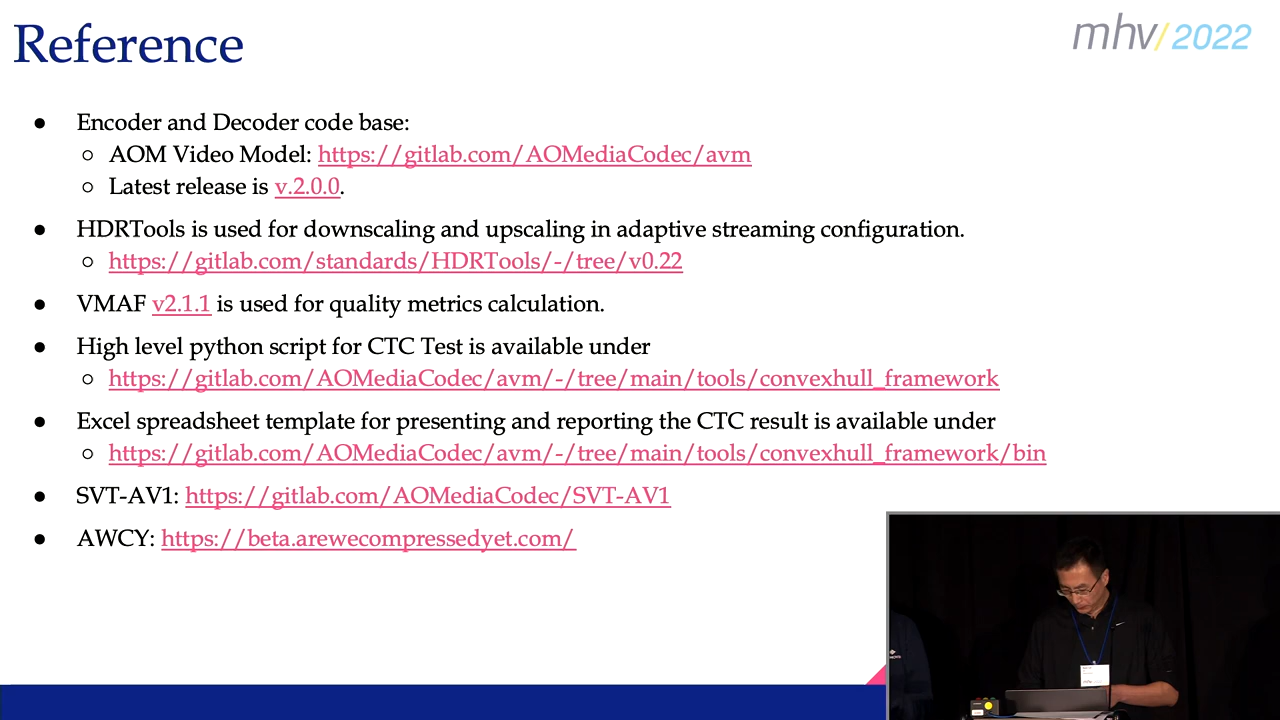 Reference
mhv/2022
● Encoder and Decoder code base:
○ AOM Video Model: https://gitlab.com/AOMediaCodec/avm
○ Latest release is v.2.0.0.
● HDRTools is used for downscaling and upscaling in adaptive streaming configuration.
○ https://gitlab.com/standards/HDRTools/-/tree/v0.22
● VMAF v2.1.1 is used for quality metrics calculation.
● High level python script for CTC Test is available under
○ https://gitlab.com/AOMediaCodec/avm/-/tree/main/tools/convexhull_framework
● Excel spreadsheet template for presenting and reporting the CTC result is available under
○ https://gitlab.com/AOMediaCodec/avm/-/tree/main/tools/convexhull_framework/bin
● SVT-AV1: https://gitlab.com/AOMediaCodec/SVT-AV1
● AWCY: https://beta.arewecompressedyet.com/